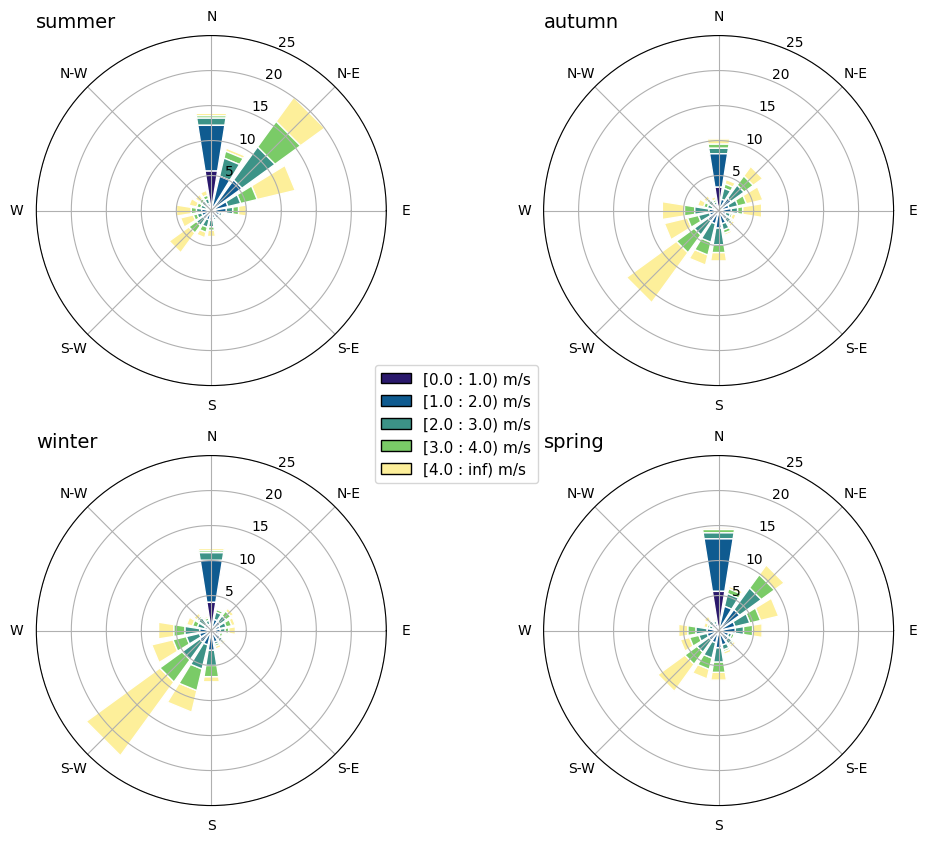 summer
N
N-E
E
S-E
S
S-W
W
N-W
5
10
15
20
25
autumn
N
N-E
E
S-E
S
S-W
W
N-W
5
10
15
20
25
[0.0 : 1.0) m/s
[1.0 : 2.0) m/s
[2.0 : 3.0) m/s
[3.0 : 4.0) m/s
[4.0 : inf) m/s
winter
N
N-E
E
S-E
S
S-W
W
N-W
5
10
15
20
25
spring
N
N-E
E
S-E
S
S-W
W
N-W
5
10
15
20
25